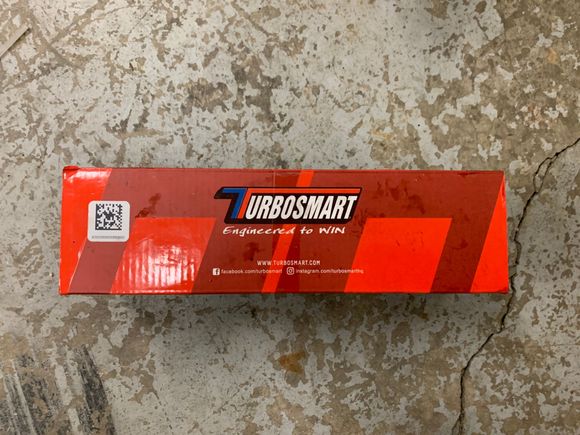 TURBOSMART
Engineered to WIN
WWW.TURBOSMART.COM
facebook.com/turbosmart instagram.com/turbosmarthq